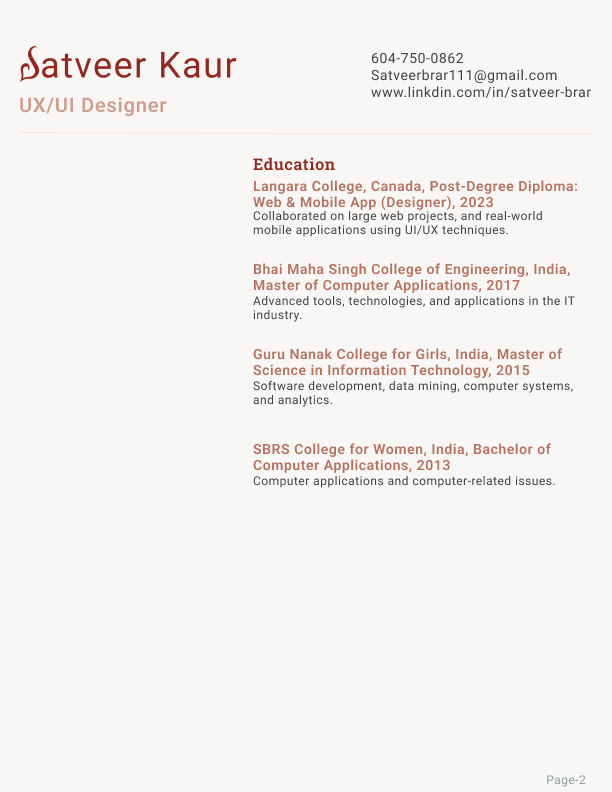 Satveer Kaur
UX/UI Designer
604-750-0862
Satveerbrar111@gmail.com
www.linkdin.com/in/satveer-brar
Education
Langara College, Canada, Post-Degree Diploma:
Web & Mobile App (Designer), 2023
Collaborated on large web projects, and real-world
mobile applications using UI/UX techniques.
Bhai Maha Singh College of Engineering, India,
Master of Computer Applications, 2017
Advanced tools, technologies, and applications in the IT
industry.
Guru Nanak College for Girls, India, Master of
Science in Information Technology, 2015
Software development, data mining, computer systems,
and analytics.
SBRS College for Women, India, Bachelor of
Computer Applications, 2013
Computer applications and computer-related issues.
Page-2